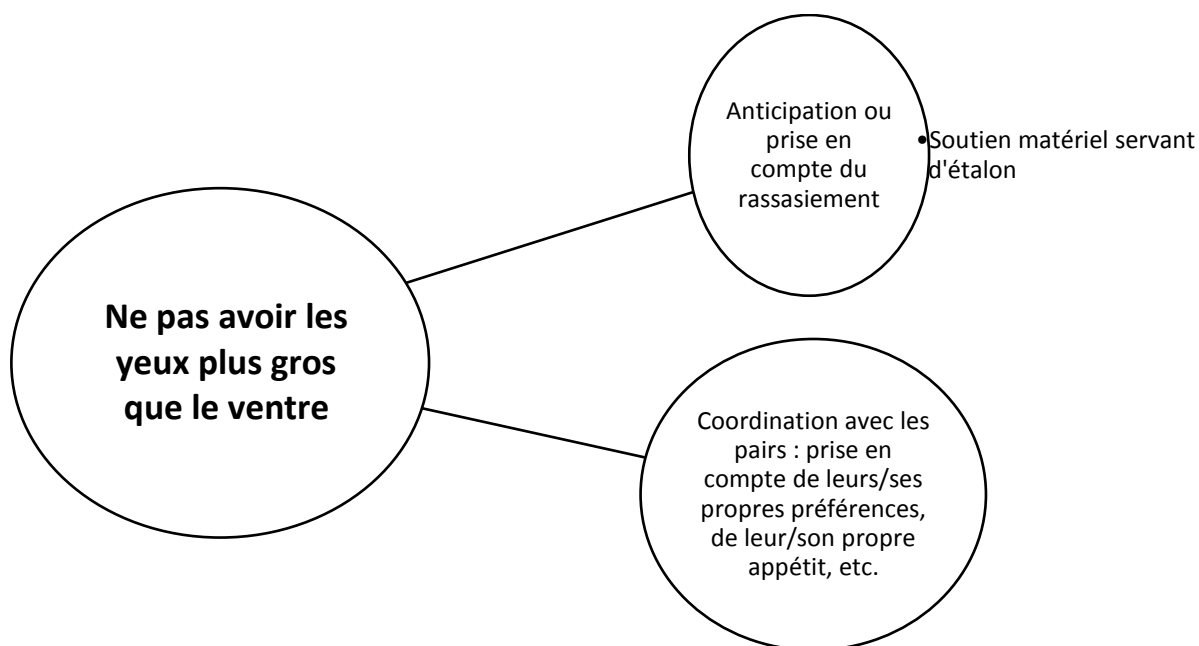 Anticipation ou
prise en
compte du
rassasiement
•Soutien matériel servant
d'étalon
Ne pas avoir les
yeux plus gros
que le ventre
Coordination avec les
pairs : prise en
compte de leurs/ses
propres préférences,
de leur/son propre
appétit, etc.